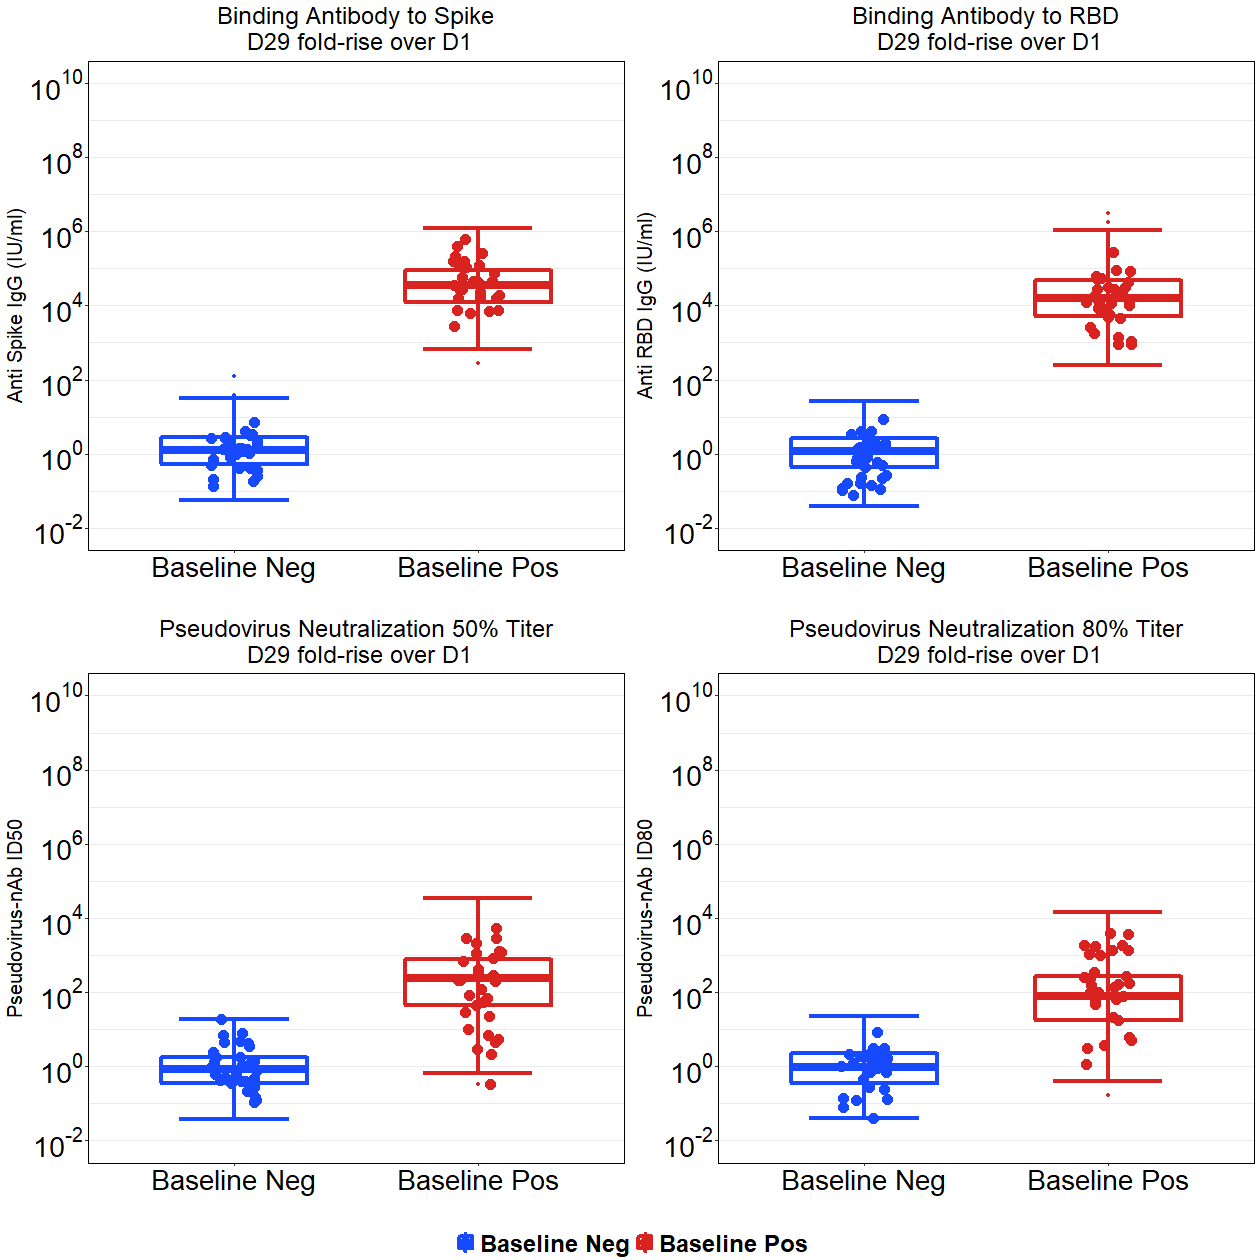 Binding Antibody to Spike
D29 fold-rise over D1
Anti Spike IgG (IU/ml)
10^10
10^8
10^6
10^4
10^2
10^0
10^-2
Baseline Neg
Baseline Pos
Binding Antibody to RBD
D29 fold-rise over D1
Anti RBD IgG (IU/ml)
10^10
10^8
10^6
10^4
10^2
10^0
10^-2
Baseline Neg
Baseline Pos
Pseudovirus Neutralization 50% Titer
D29 fold-rise over D1
Pseudovirus-nAb ID50
10^10
10^8
10^6
10^4
10^2
10^0
10^-2
Baseline Neg
Baseline Pos
Pseudovirus Neutralization 80% Titer
D29 fold-rise over D1
Pseudovirus-nAb ID80
10^10
10^8
10^6
10^4
10^2
10^0
10^-2
Baseline Neg
Baseline Pos
Baseline Neg Baseline Pos